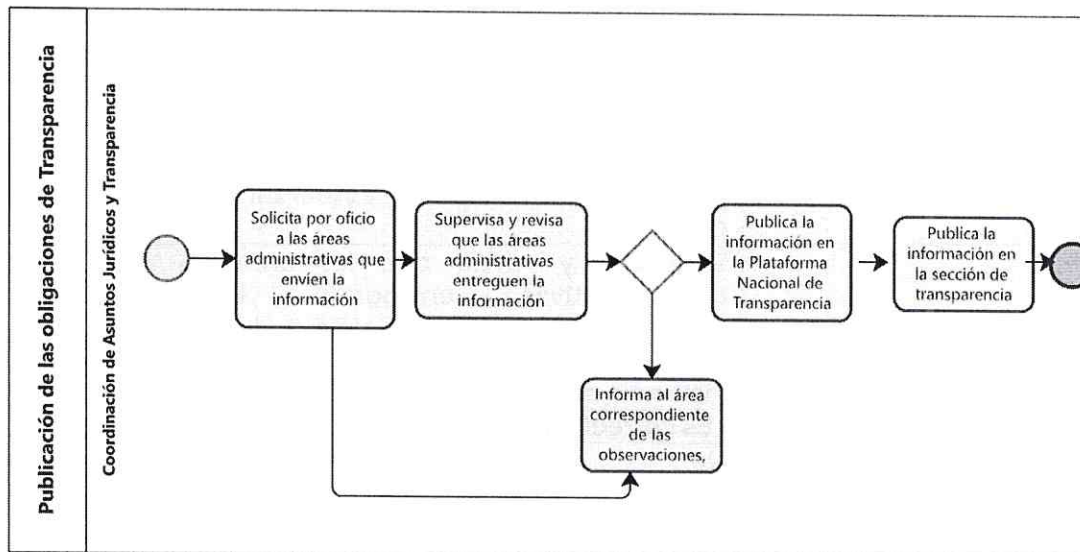 Publicación de las obligaciones de Transparencia
Coordinación de Asuntos Jurídicos y Transparencia
Solicita por oficio
a las áreas
administrativas que
envíen la
información
Supervisa y revisa
que las áreas
administrativas
entreguen la
información
Publica la
información en
la Plataforma
Nacional de
Transparencia
Publica la
información en
la sección de
transparencia
Informa al área
correspondiente
de las
observaciones,